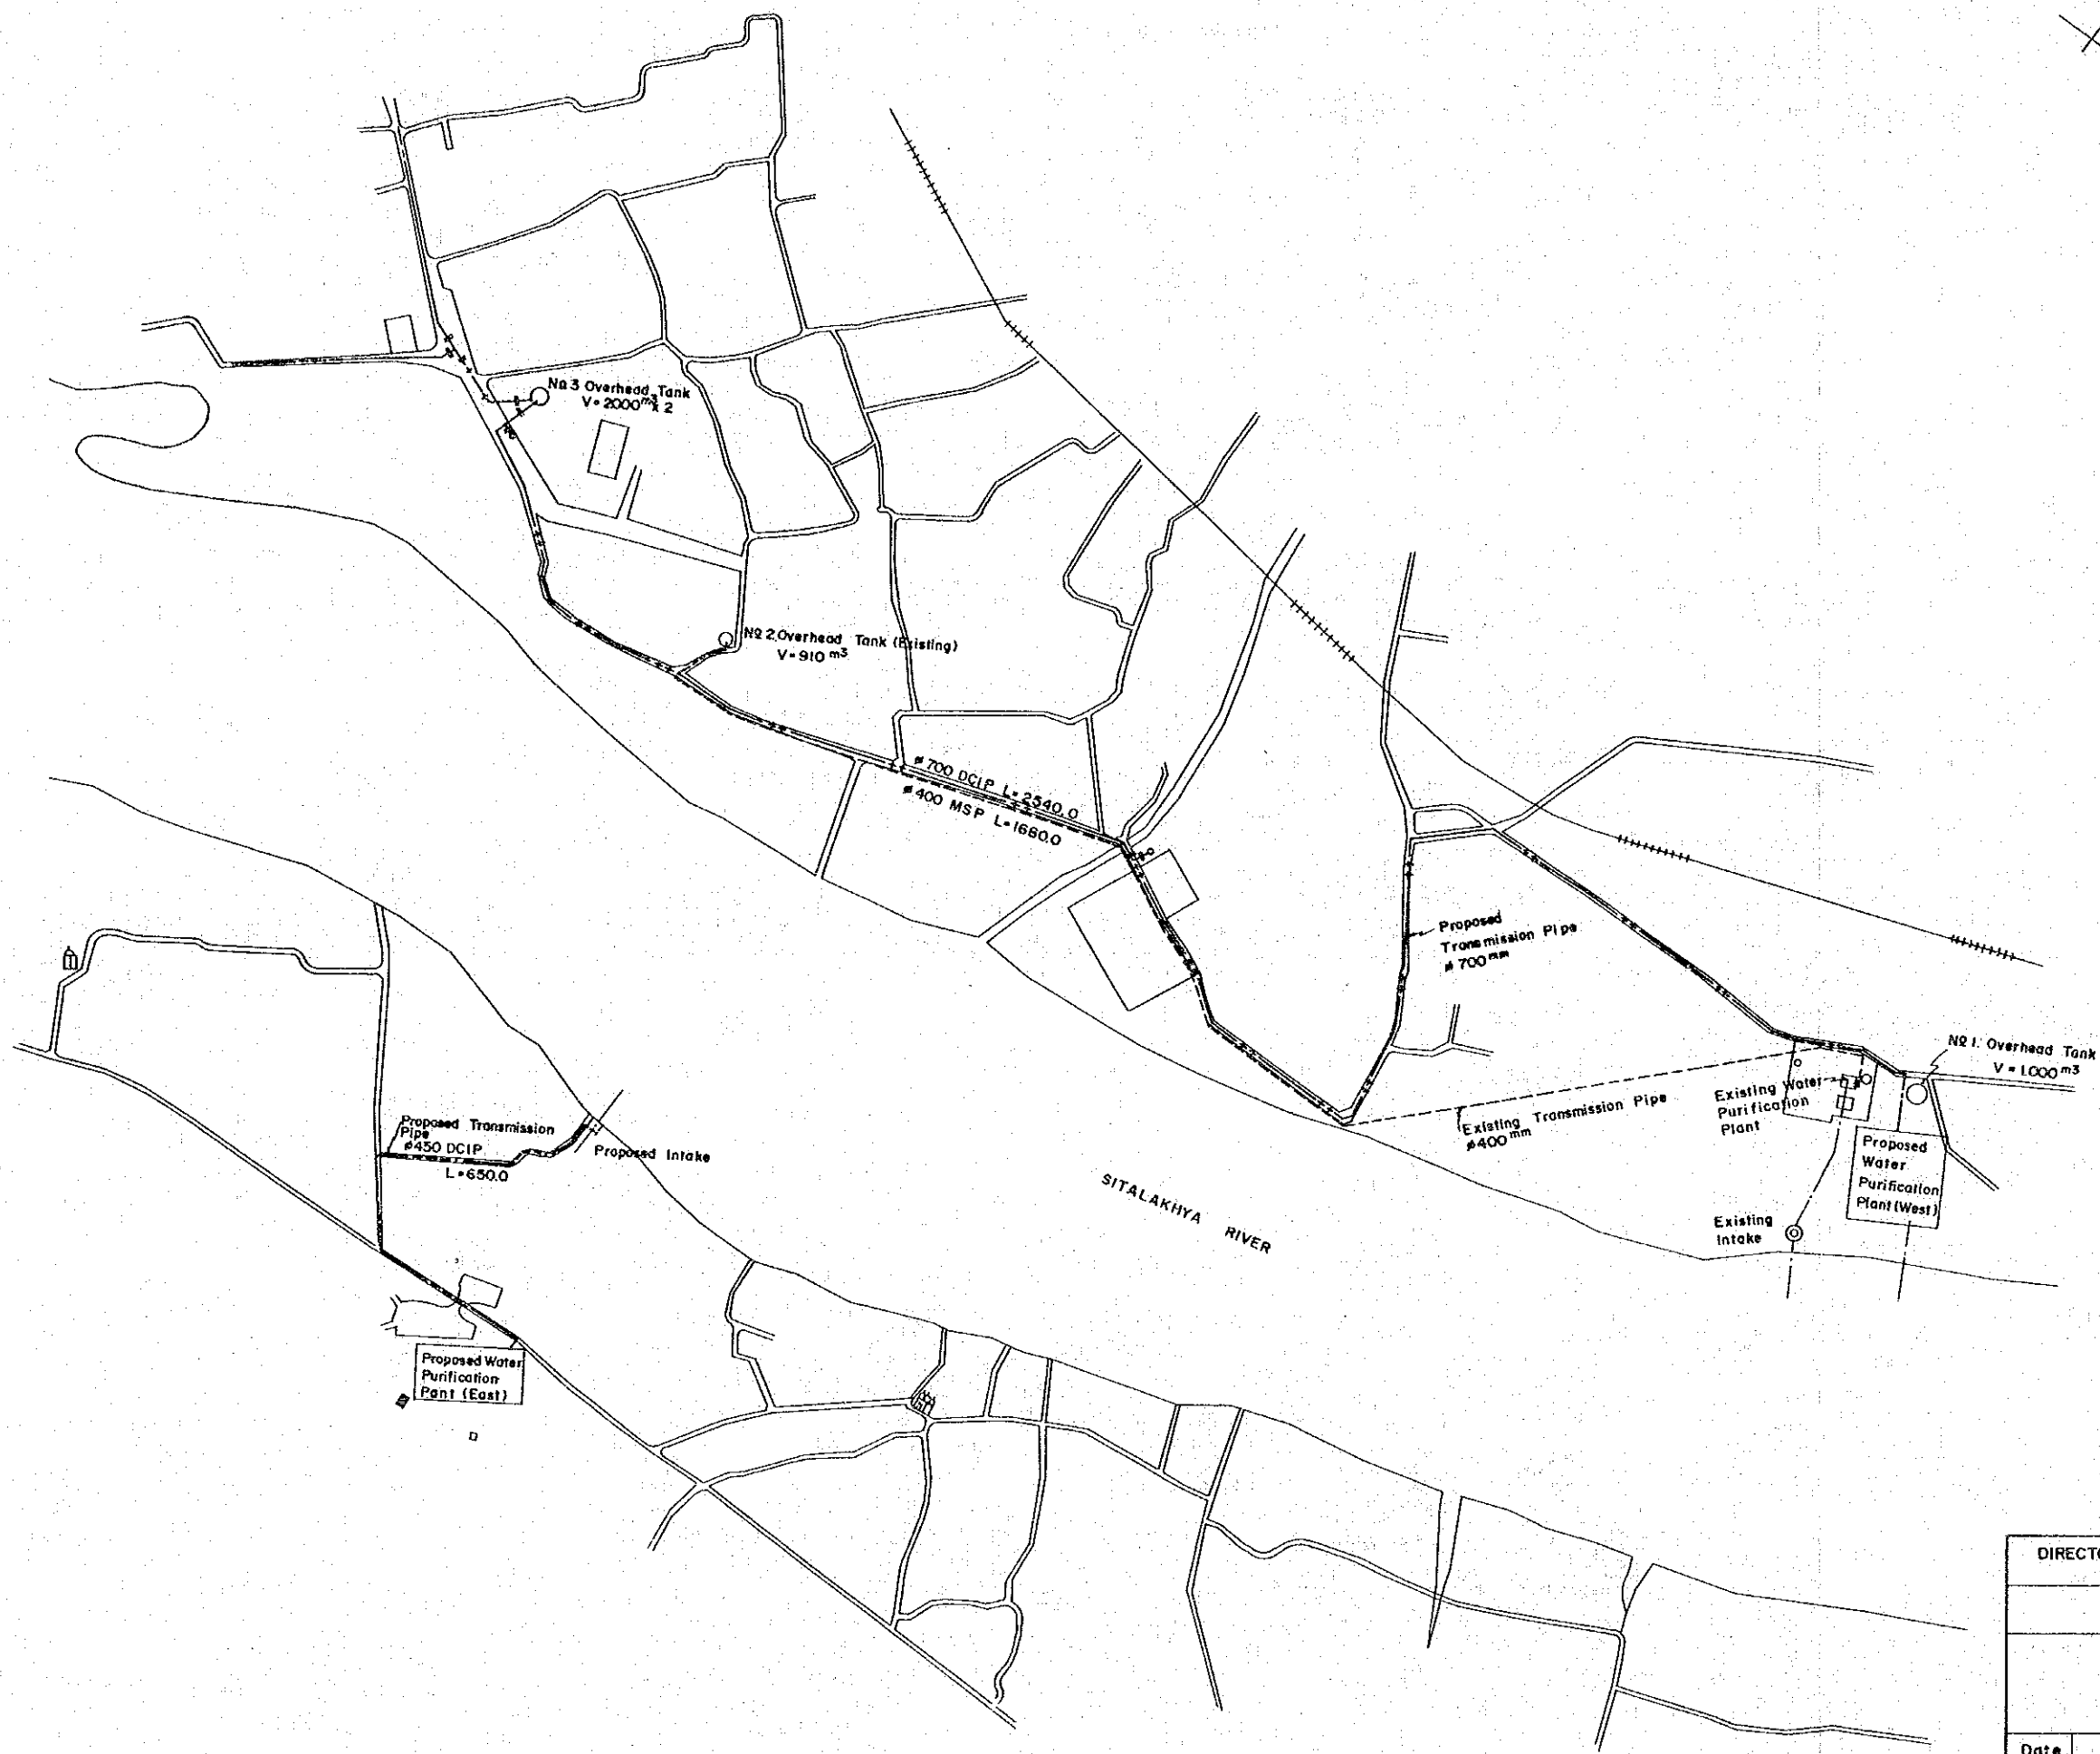 No 3 Overhead Tank
V=2000m3 x 2
No 2 Overhead Tank (Existing)
V=910 m3
ø700 DCIP L=2540.0
ø400 MSP L=1680.0
Proposed
Transmission Pipe
ø700mm
No 1. Overhead Tank
V=1,000 m3
Existing Water
Purification
Plant
Existing Transmission Pipe
ø400mm
Proposed
Water
Purification
Plant (West)
Existing
Intake
Proposed Transmission
Pipe
ø450 DCIP
L=650.0
Proposed Intake
SITALAKHYA RIVER
Proposed Water
Purification
Pant (East)
DIRECTO
Date